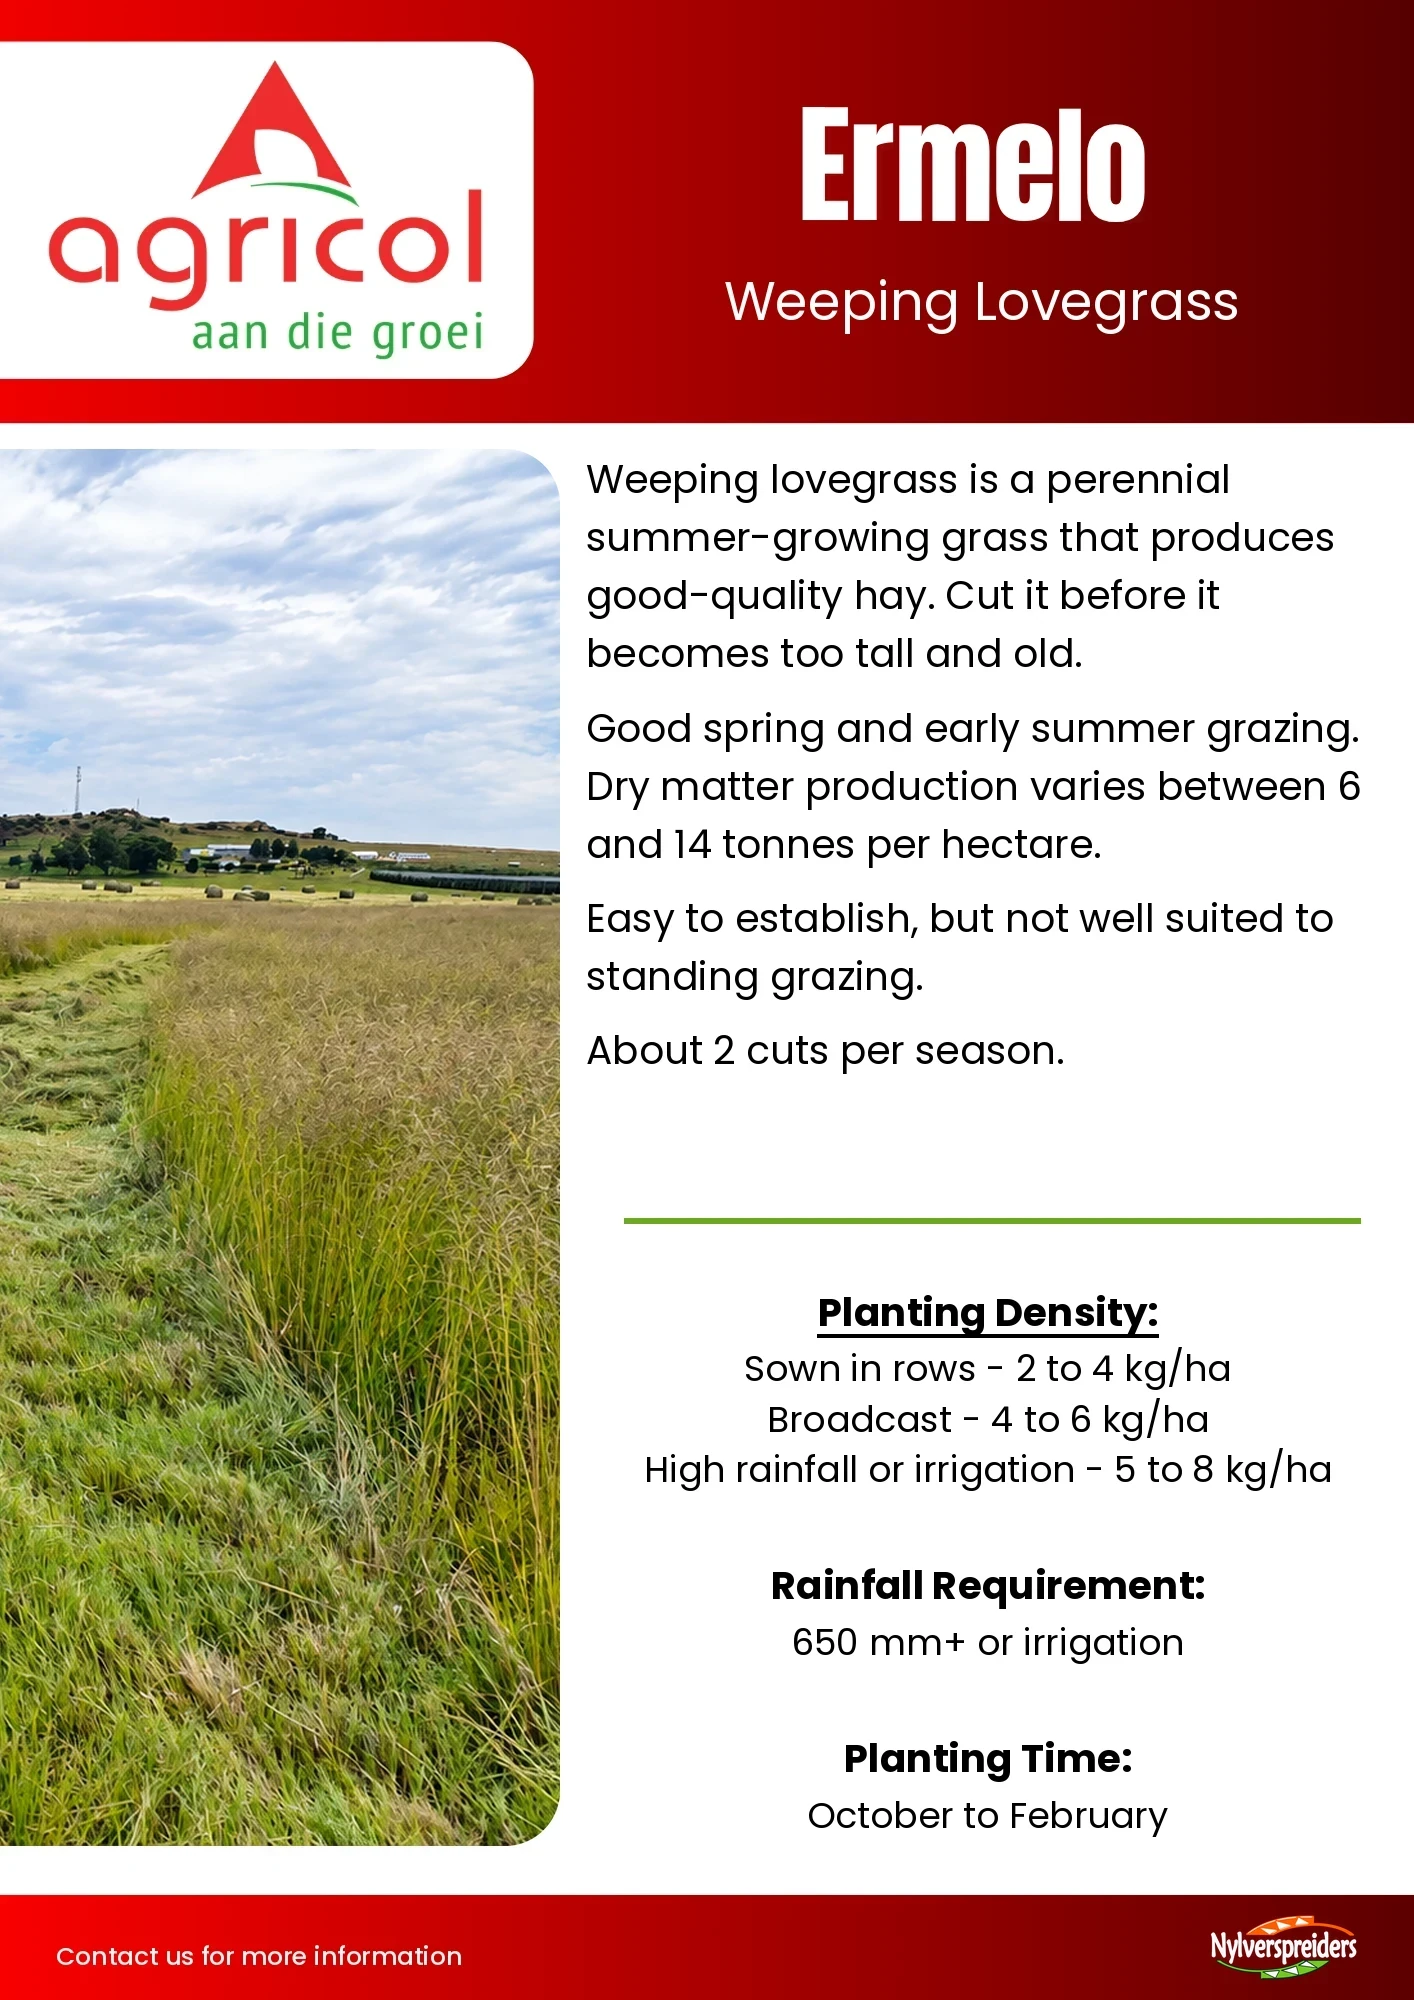 agricol
aan die groei
Ermelo
Weeping Lovegrass
Weeping lovegrass is a perennial
summer-growing grass that produces
good-quality hay. Cut it before it
becomes too tall and old.
Good spring and early summer grazing.
Dry matter production varies between 6
and 14 tonnes per hectare.
Easy to establish, but not well suited to
standing grazing.
About 2 cuts per season.
Planting Density:
Sown in rows - 2 to 4 kg/ha
Broadcast - 4 to 6 kg/ha
High rainfall or irrigation - 5 to 8 kg/ha
Rainfall Requirement:
650 mm+ or irrigation
Planting Time:
October to February
Contact us for more information
Nylverspreiders